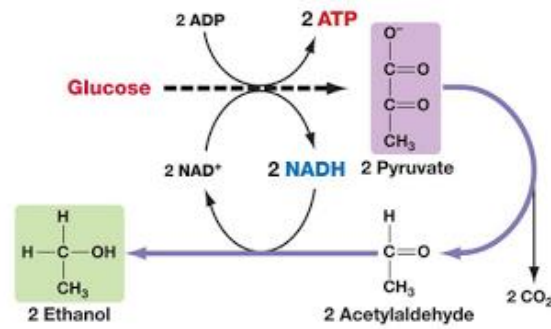 2 ADP
2 ATP
Glucose
O⁻
C=O
C=O
CH₃
2 Pyruvate
2 NAD⁺
2 NADH
H
H—C—OH
CH₃
2 Ethanol
H
C=O
CH₃
2 Acetylaldehyde
2 CO₂